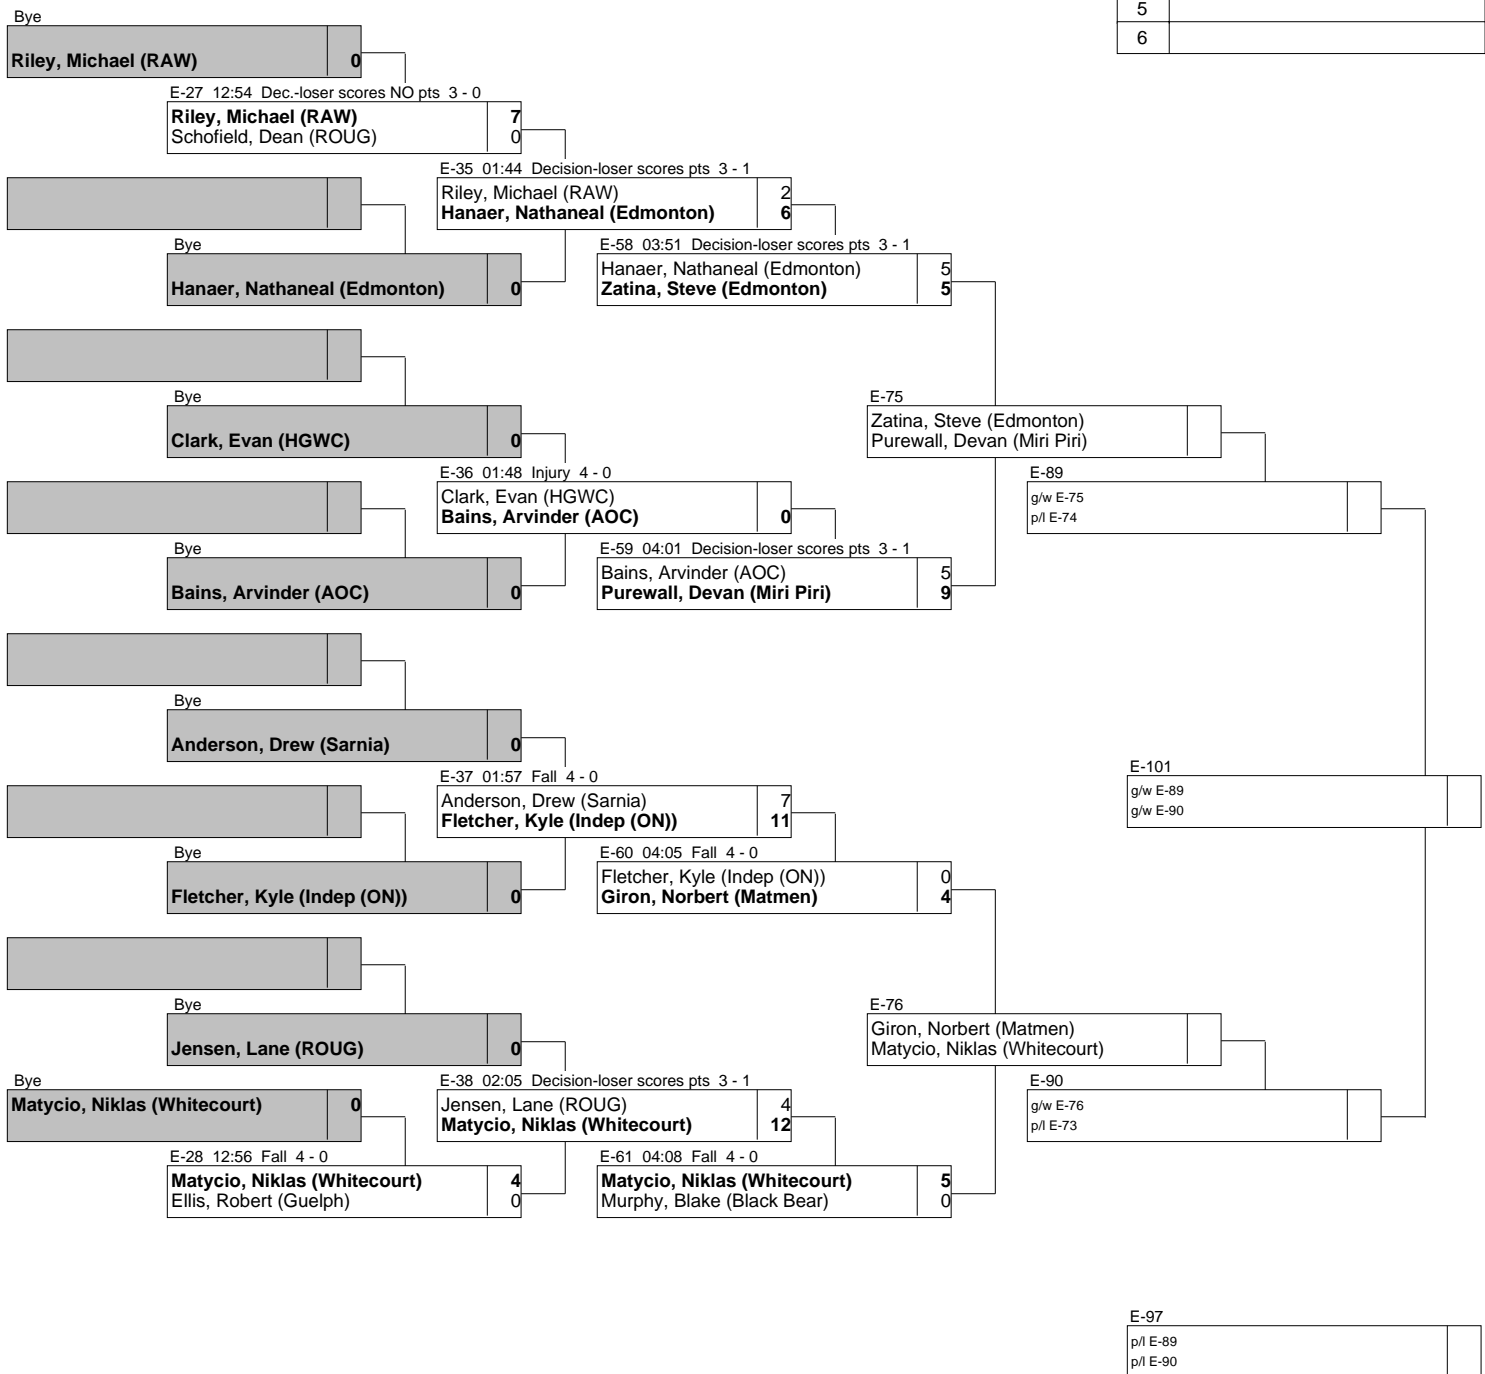 5
6
Bye
Riley, Michael (RAW) 0
E-27 12:54 Dec.-loser scores NO pts 3 - 0
Riley, Michael (RAW) 7
Schofield, Dean (ROUG) 0
E-35 01:44 Decision-loser scores pts 3 - 1
Riley, Michael (RAW) 2
Hanaer, Nathaneal (Edmonton) 6
Bye
Hanaer, Nathaneal (Edmonton) 0
E-58 03:51 Decision-loser scores pts 3 - 1
Hanaer, Nathaneal (Edmonton) 5
Zatina, Steve (Edmonton) 5
Bye
Clark, Evan (HGWC) 0
E-75
Zatina, Steve (Edmonton)
Purewall, Devan (Miri Piri)
E-36 01:48 Injury 4 - 0
Clark, Evan (HGWC)
Bains, Arvinder (AOC) 0
E-89
g/w E-75
p/l E-74
Bye
Bains, Arvinder (AOC) 0
E-59 04:01 Decision-loser scores pts 3 - 1
Bains, Arvinder (AOC) 5
Purewall, Devan (Miri Piri) 9
Bye
Anderson, Drew (Sarnia) 0
E-37 01:57 Fall 4 - 0
Anderson, Drew (Sarnia) 7
Fletcher, Kyle (Indep (ON)) 11
E-101
g/w E-89
g/w E-90
Bye
Fletcher, Kyle (Indep (ON)) 0
E-60 04:05 Fall 4 - 0
Fletcher, Kyle (Indep (ON)) 0
Giron, Norbert (Matmen) 4
Bye
Jensen, Lane (ROUG) 0
E-76
Giron, Norbert (Matmen)
Matycio, Niklas (Whitecourt)
Bye
Matycio, Niklas (Whitecourt) 0
E-38 02:05 Decision-loser scores pts 3 - 1
Jensen, Lane (ROUG) 4
Matycio, Niklas (Whitecourt) 12
E-90
g/w E-76
p/l E-73
E-28 12:56 Fall 4 - 0
Matycio, Niklas (Whitecourt) 4
Ellis, Robert (Guelph) 0
E-61 04:08 Fall 4 - 0
Matycio, Niklas (Whitecourt) 5
Murphy, Blake (Black Bear) 0
E-97
p/l E-89
p/l E-90